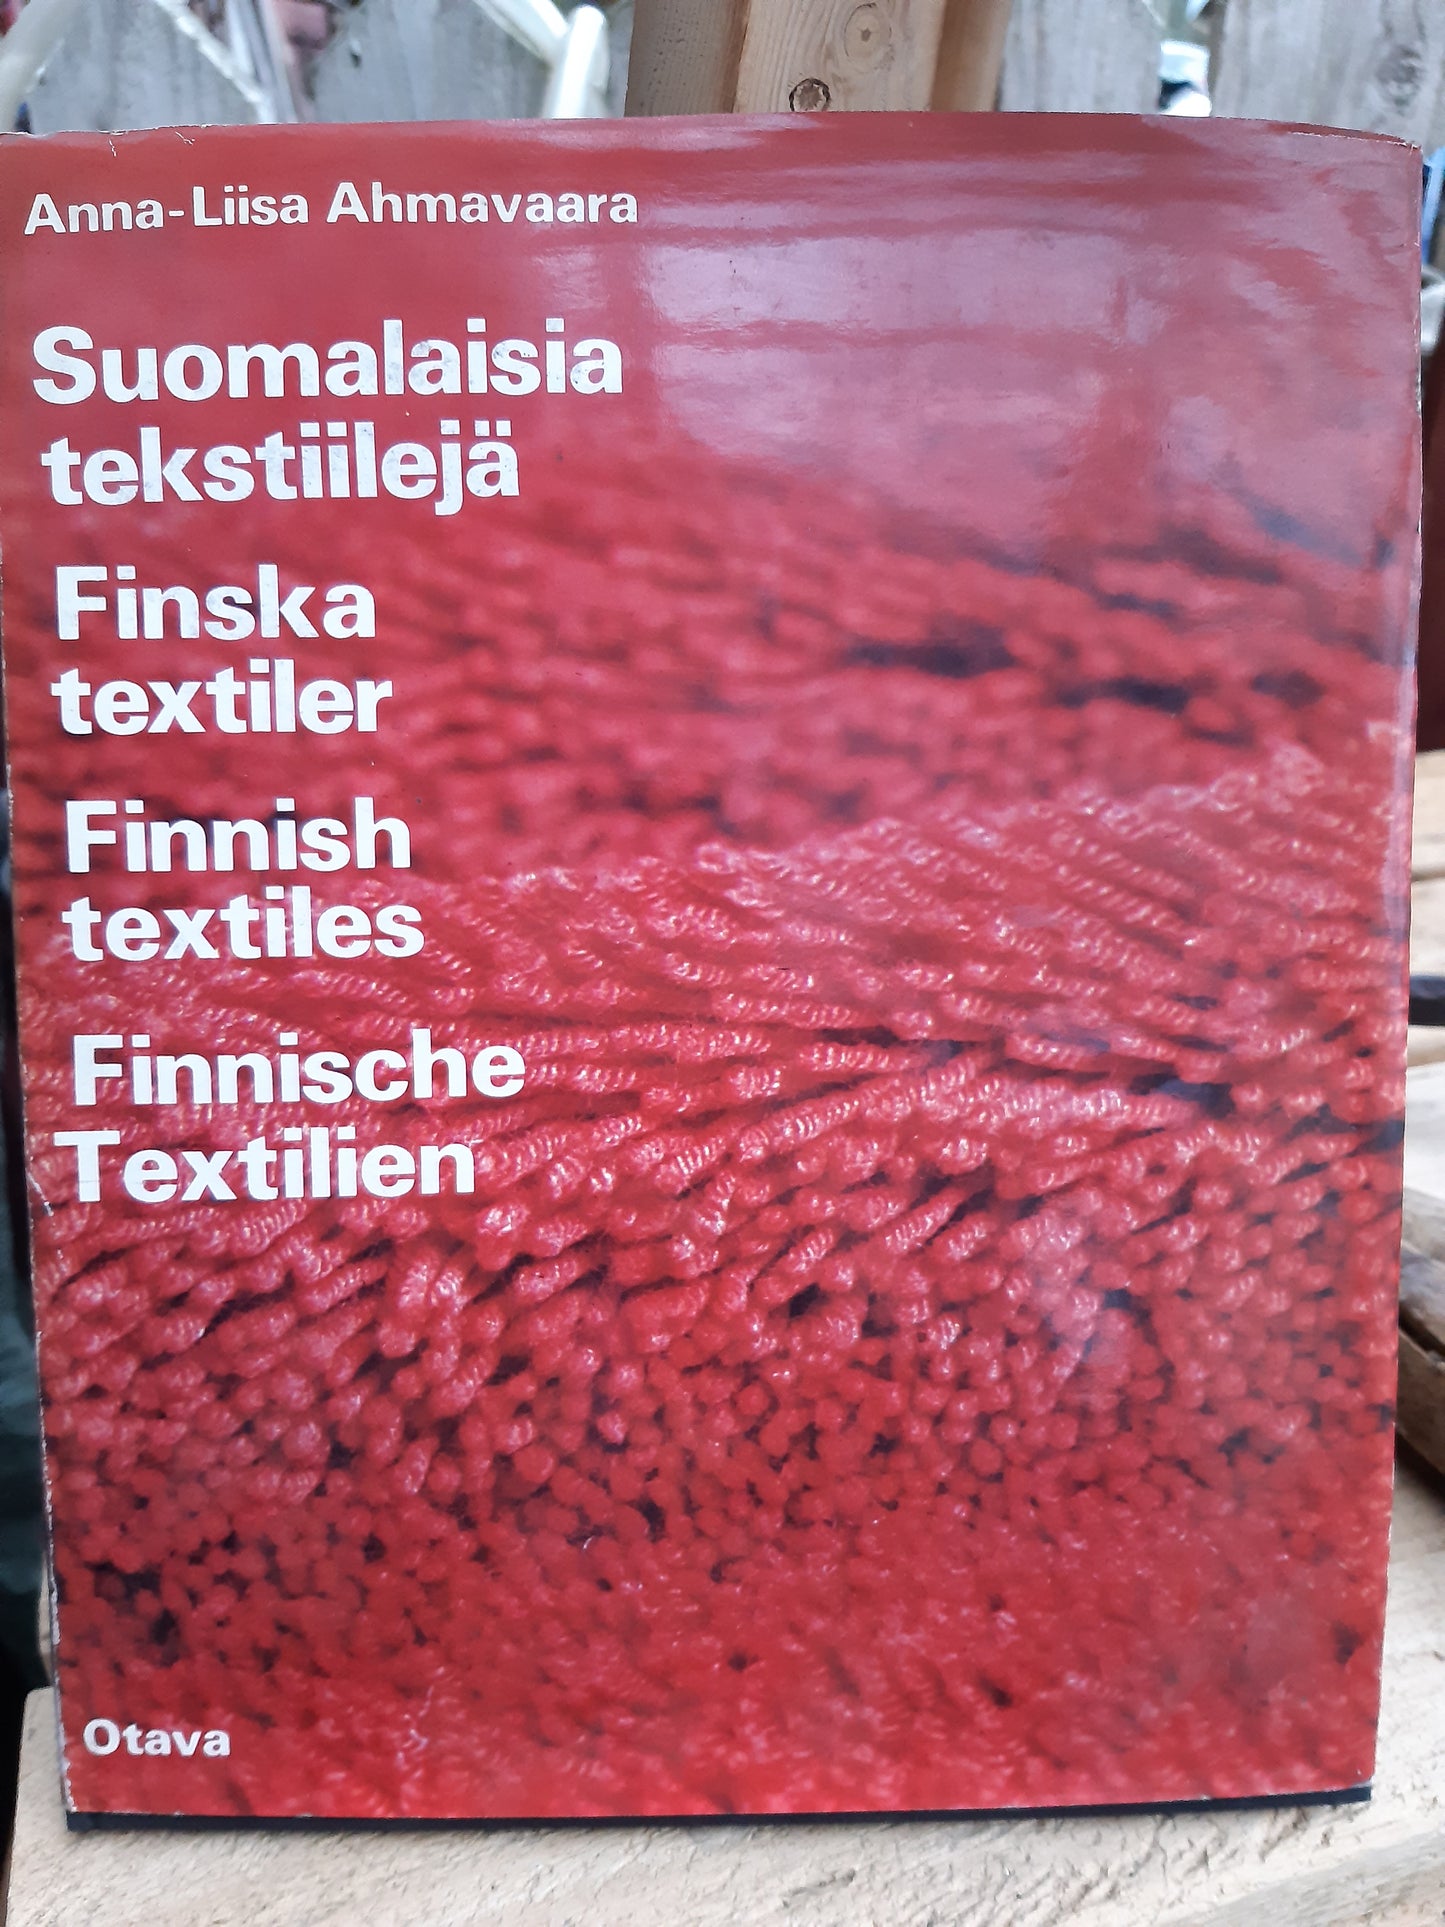 Anna-Liisa Ahmavaara
Suomalaisia
tekstiilejä
Finska
textiler
Finnish
textiles
Finnische
Textilien
Otava